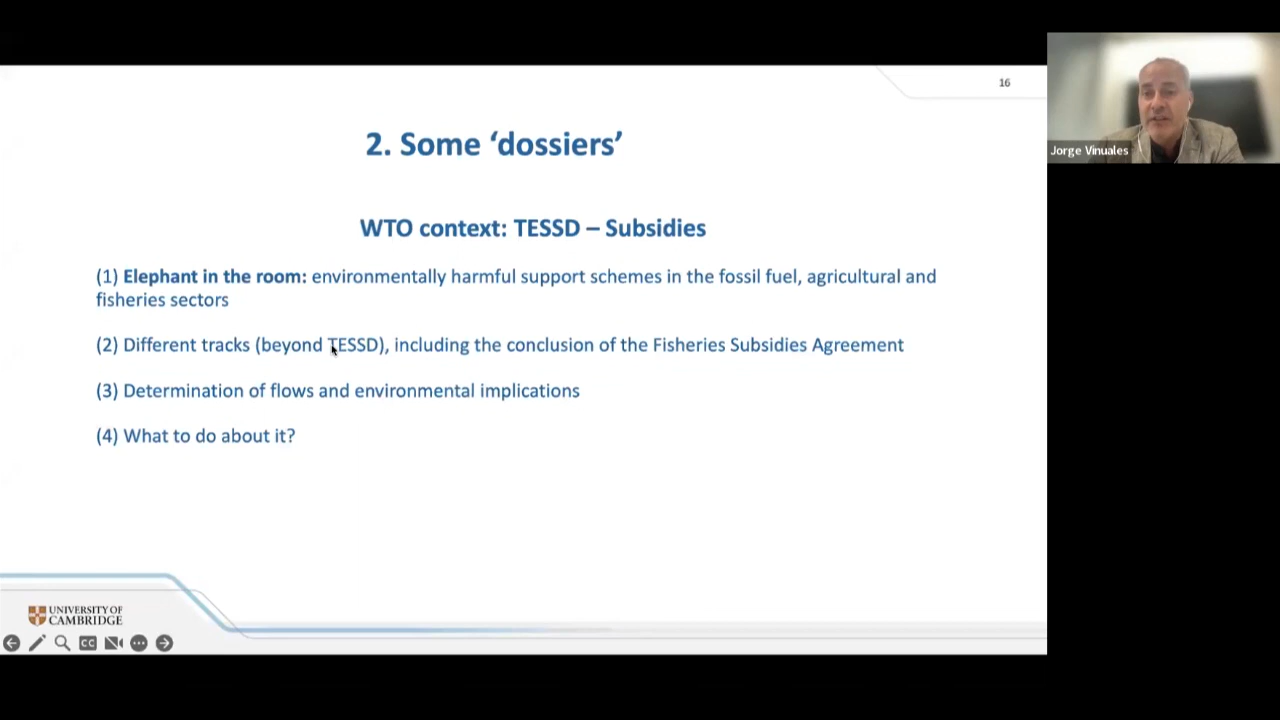 16
2. Some ‘dossiers’
WTO context: TESSD – Subsidies
(1) Elephant in the room: environmentally harmful support schemes in the fossil fuel, agricultural and
fisheries sectors
(2) Different tracks (beyond TESSD), including the conclusion of the Fisheries Subsidies Agreement
(3) Determination of flows and environmental implications
(4) What to do about it?
UNIVERSITY OF
CAMBRIDGE
CC
Jorge Vinuales